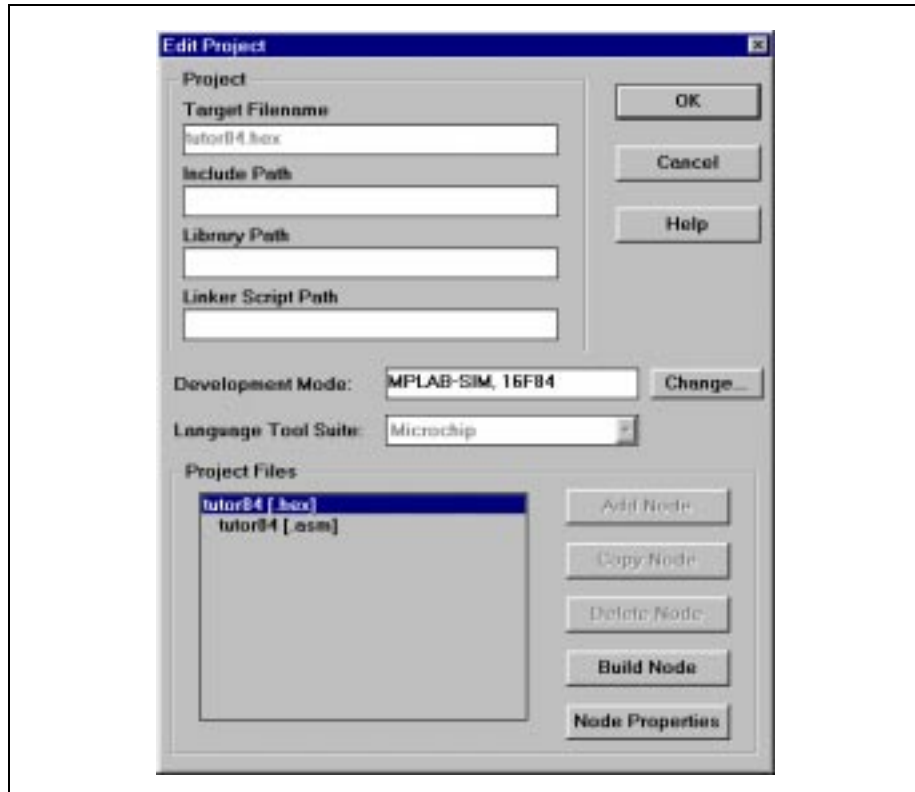 Edit Project
Project
Target Filename
tutor84.hex
Include Path
Library Path
Linker Script Path
OK
Cancel
Help
Development Mode:
MPLAB-SIM, 16F84
Change...
Language Tool Suite:
Microchip
Project Files
tutor84 [.hex]
tutor84 [.asm]
Add Node
Copy Node
Delete Node
Build Node
Node Properties